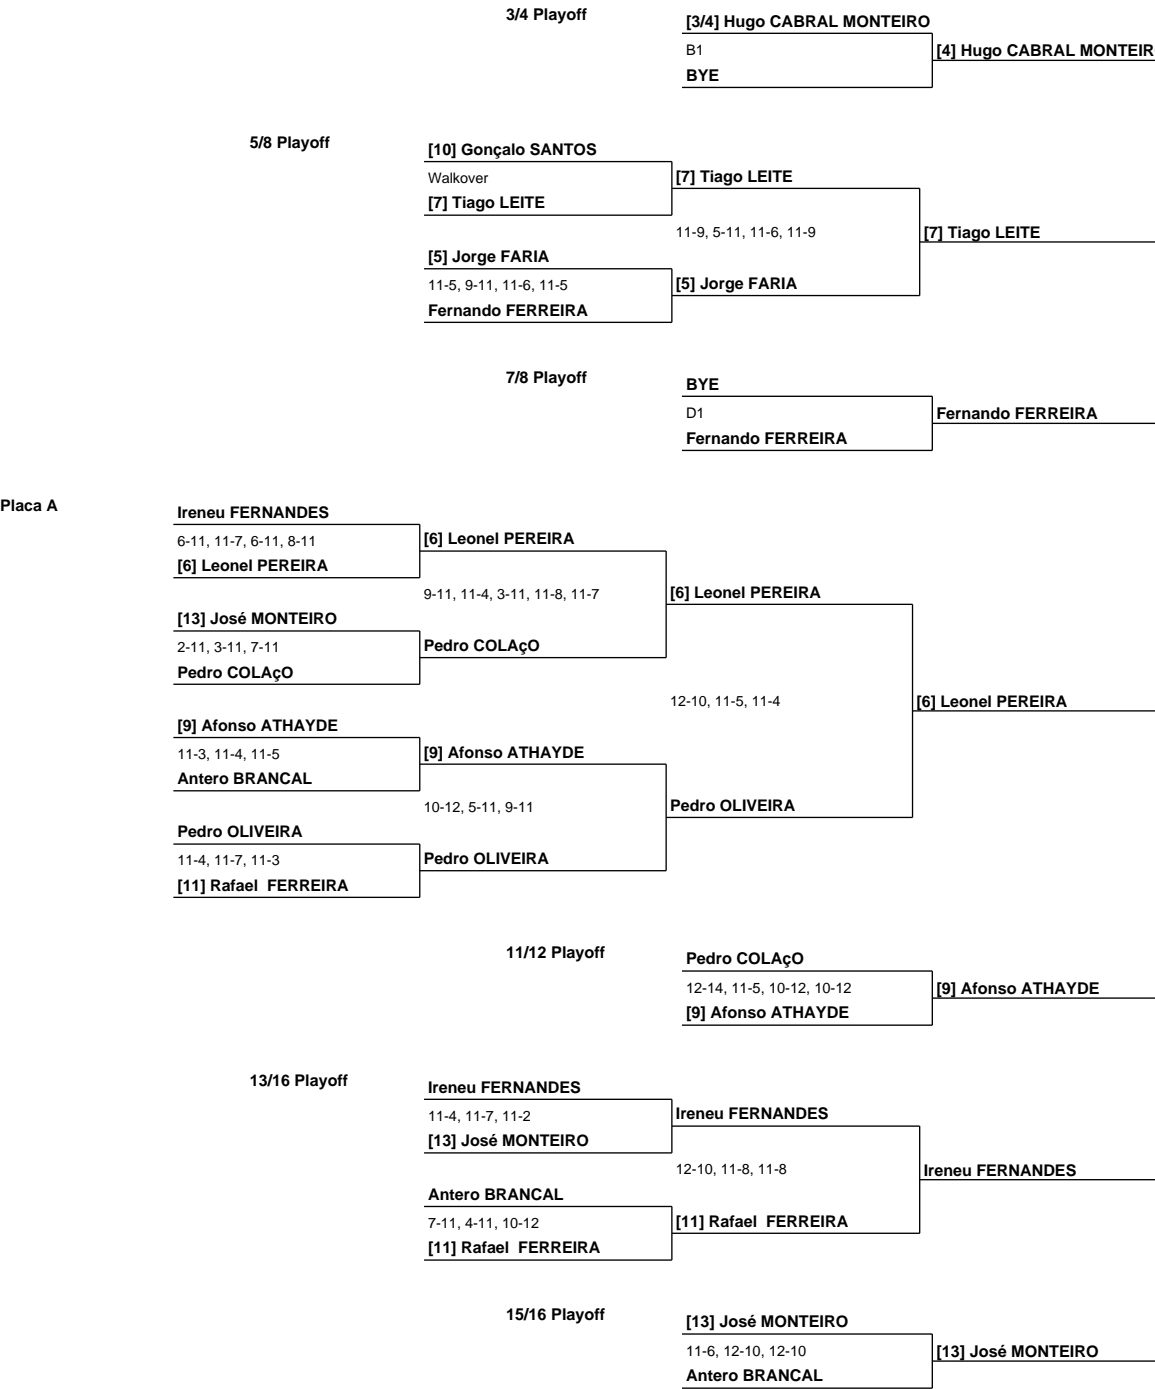 3/4 Playoff
[3/4] Hugo CABRAL MONTEIRO
B1
[4] Hugo CABRAL MONTEIR
BYE
5/8 Playoff
[10] Gonçalo SANTOS
Walkover
[7] Tiago LEITE
[7] Tiago LEITE
11-9, 5-11, 11-6, 11-9
[7] Tiago LEITE
[5] Jorge FARIA
11-5, 9-11, 11-6, 11-5
[5] Jorge FARIA
Fernando FERREIRA
7/8 Playoff
BYE
D1
Fernando FERREIRA
Fernando FERREIRA
Placa A
Ireneu FERNANDES
6-11, 11-7, 6-11, 8-11
[6] Leonel PEREIRA
[6] Leonel PEREIRA
9-11, 11-4, 3-11, 11-8, 11-7
[6] Leonel PEREIRA
[13] José MONTEIRO
2-11, 3-11, 7-11
Pedro COLAçO
Pedro COLAçO
12-10, 11-5, 11-4
[6] Leonel PEREIRA
[9] Afonso ATHAYDE
11-3, 11-4, 11-5
[9] Afonso ATHAYDE
Antero BRANCAL
10-12, 5-11, 9-11
Pedro OLIVEIRA
Pedro OLIVEIRA
11-4, 11-7, 11-3
Pedro OLIVEIRA
[11] Rafael  FERREIRA
11/12 Playoff
Pedro COLAçO
12-14, 11-5, 10-12, 10-12
[9] Afonso ATHAYDE
[9] Afonso ATHAYDE
13/16 Playoff
Ireneu FERNANDES
11-4, 11-7, 11-2
Ireneu FERNANDES
[13] José MONTEIRO
12-10, 11-8, 11-8
Ireneu FERNANDES
Antero BRANCAL
7-11, 4-11, 10-12
[11] Rafael  FERREIRA
[11] Rafael  FERREIRA
15/16 Playoff
[13] José MONTEIRO
11-6, 12-10, 12-10
[13] José MONTEIRO
Antero BRANCAL